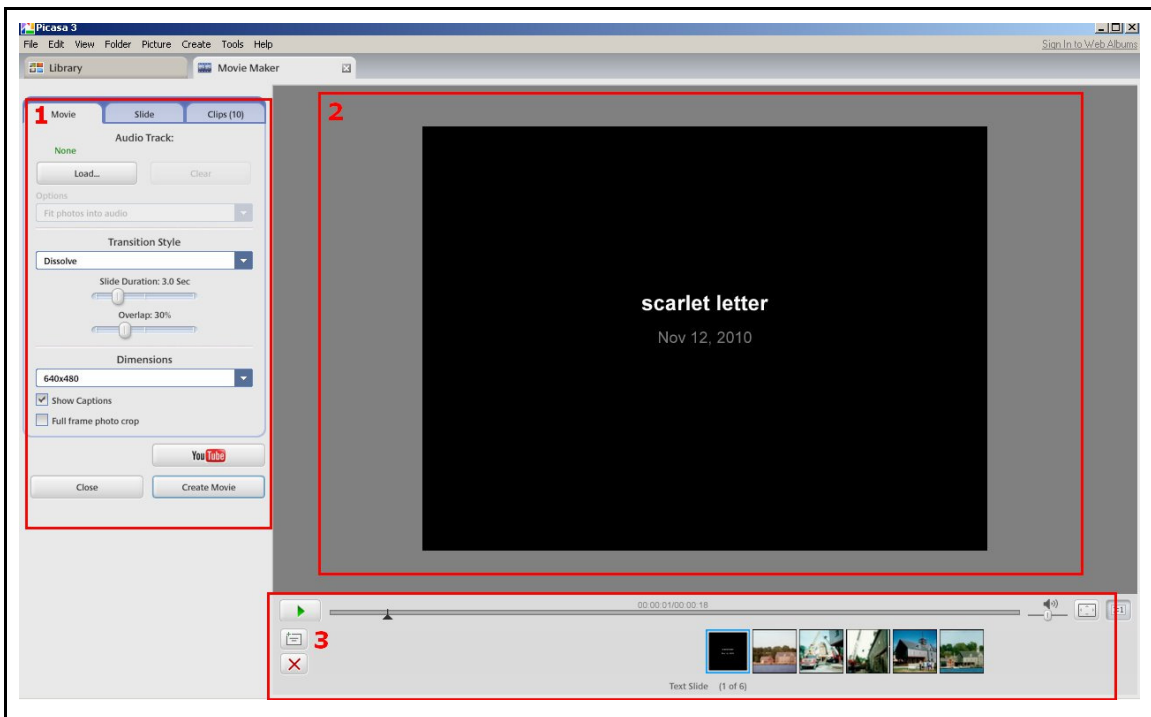 Picasa 3
File Edit View Folder Picture Create Tools Help
Sign In to Web Albums
Library
Movie Maker
1
Movie
Slide
Clips (10)
Audio Track:
None
Load...
Clear
Options
Fit photos into audio
Transition Style
Dissolve
Slide Duration: 3.0 Sec
Overlap: 30%
Dimensions
640x480
Show Captions
Full frame photo crop
YouTube
Close
Create Movie
2
scarlet letter
Nov 12, 2010
00:00:01/00:00:18
3
Text Slide (1 of 6)